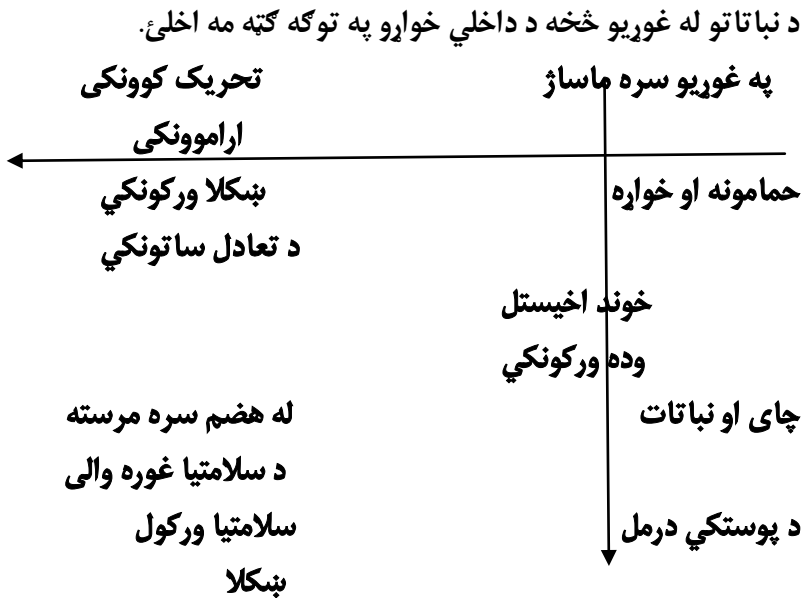 د نباتاتو له غوړیو څخه د داخلي خواړو په توګه ګټه مه اخلئ.
په غوړیو سره ماساژ تحریک کوونکی
اراموونکی
حمامونه او خواړه ښکلا ورکونکي
د تعادل ساتونکي
خوند اخیستل
وده ورکونکي
چای او نباتات له هضم سره مرسته
د سلامتیا غوره والی
د پوستکي درمل سلامتیا ورکول
ښکلا